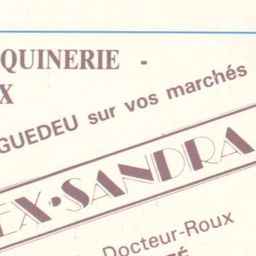 QUINERIE -
X
GUEDEU sur vos marchés
EX•SANDRA
Docteur-Roux